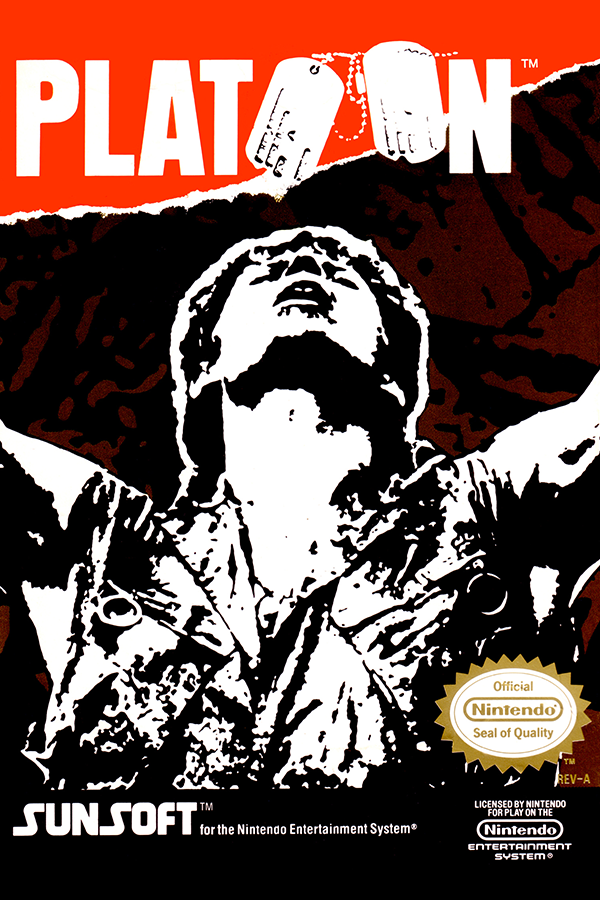 PLATOON™
Official
Nintendo®
Seal of Quality
™
REV-A
SUNSOFT™ for the Nintendo Entertainment System®
LICENSED BY NINTENDO
FOR PLAY ON THE
Nintendo
ENTERTAINMENT
SYSTEM®